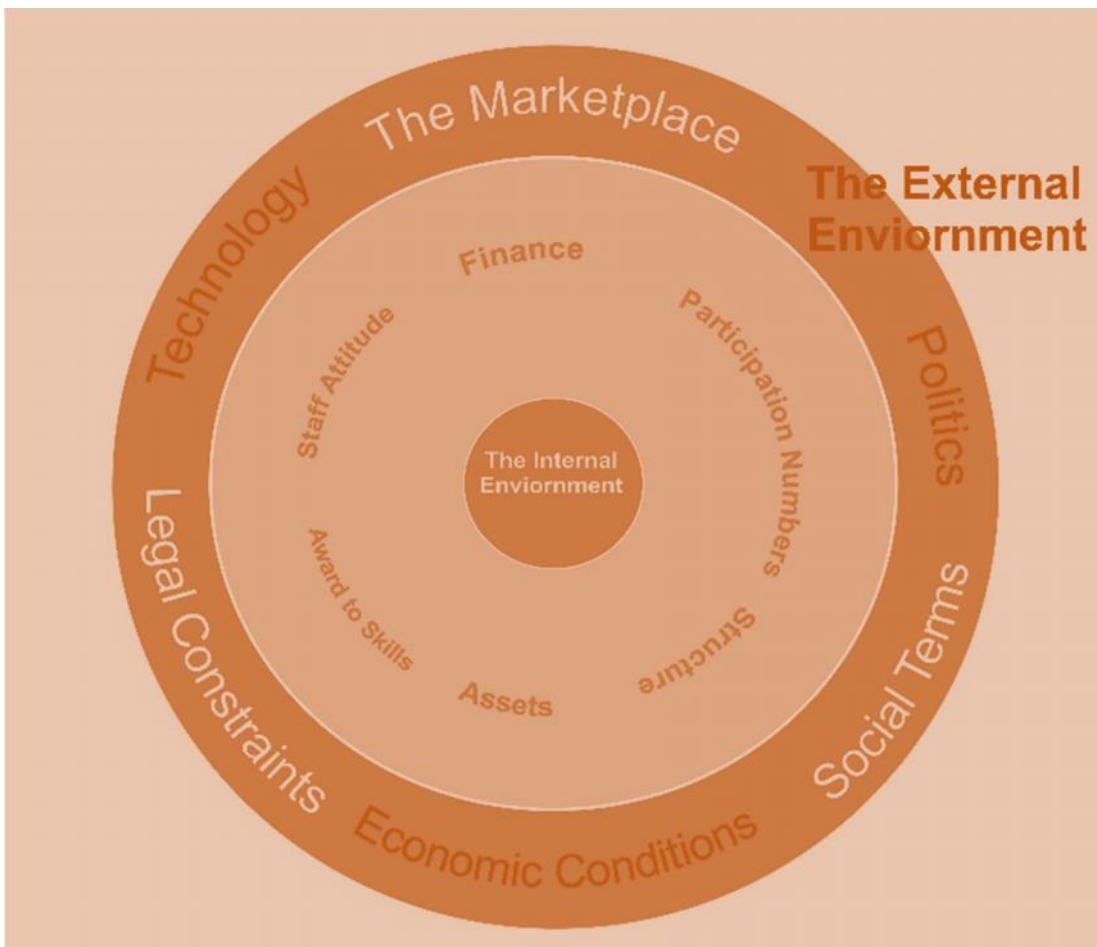 The Marketplace
The External
Enviornment
Technology
Politics
Finance
Staff Attitude
Participation Numbers
The Internal
Enviornment
Legal Constraints
Award to Skills
Assets
Structure
Social Terms
Economic Conditions